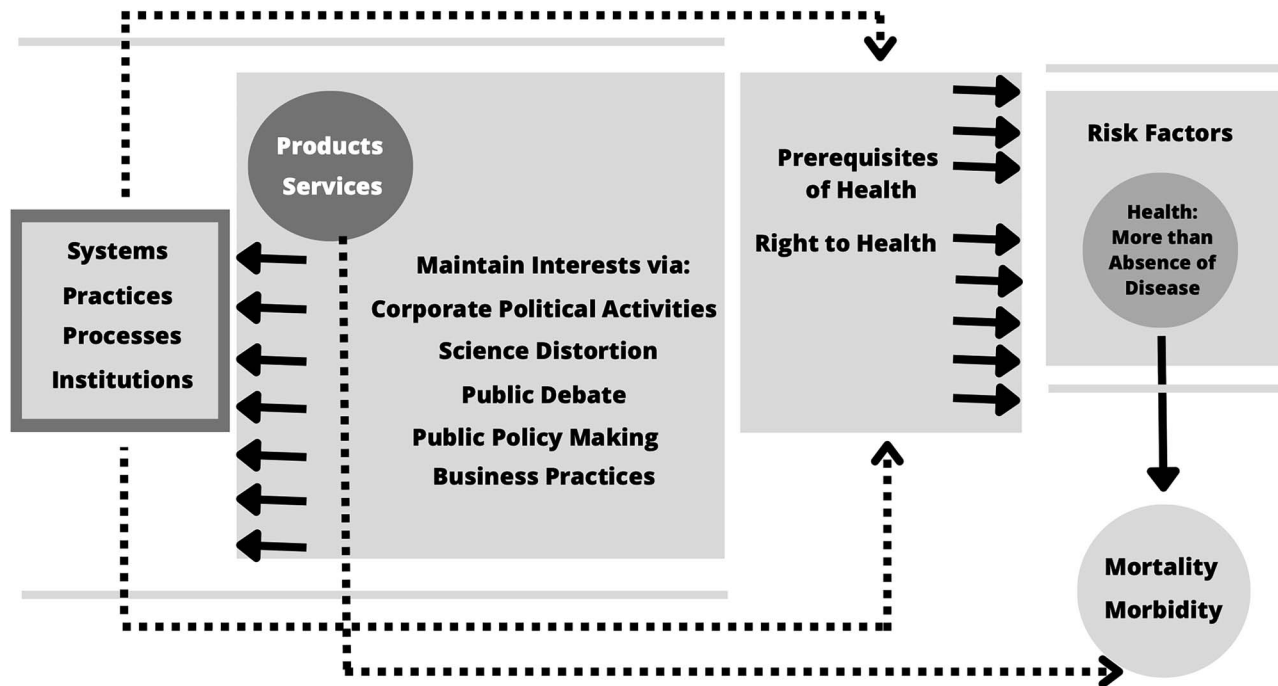 Systems
Practices
Processes
Institutions
Products
Services
Maintain Interests via:
Corporate Political Activities
Science Distortion
Public Debate
Public Policy Making
Business Practices
Prerequisites
of Health
Right to Health
Risk Factors
Health:
More than
Absence of
Disease
Mortality
Morbidity